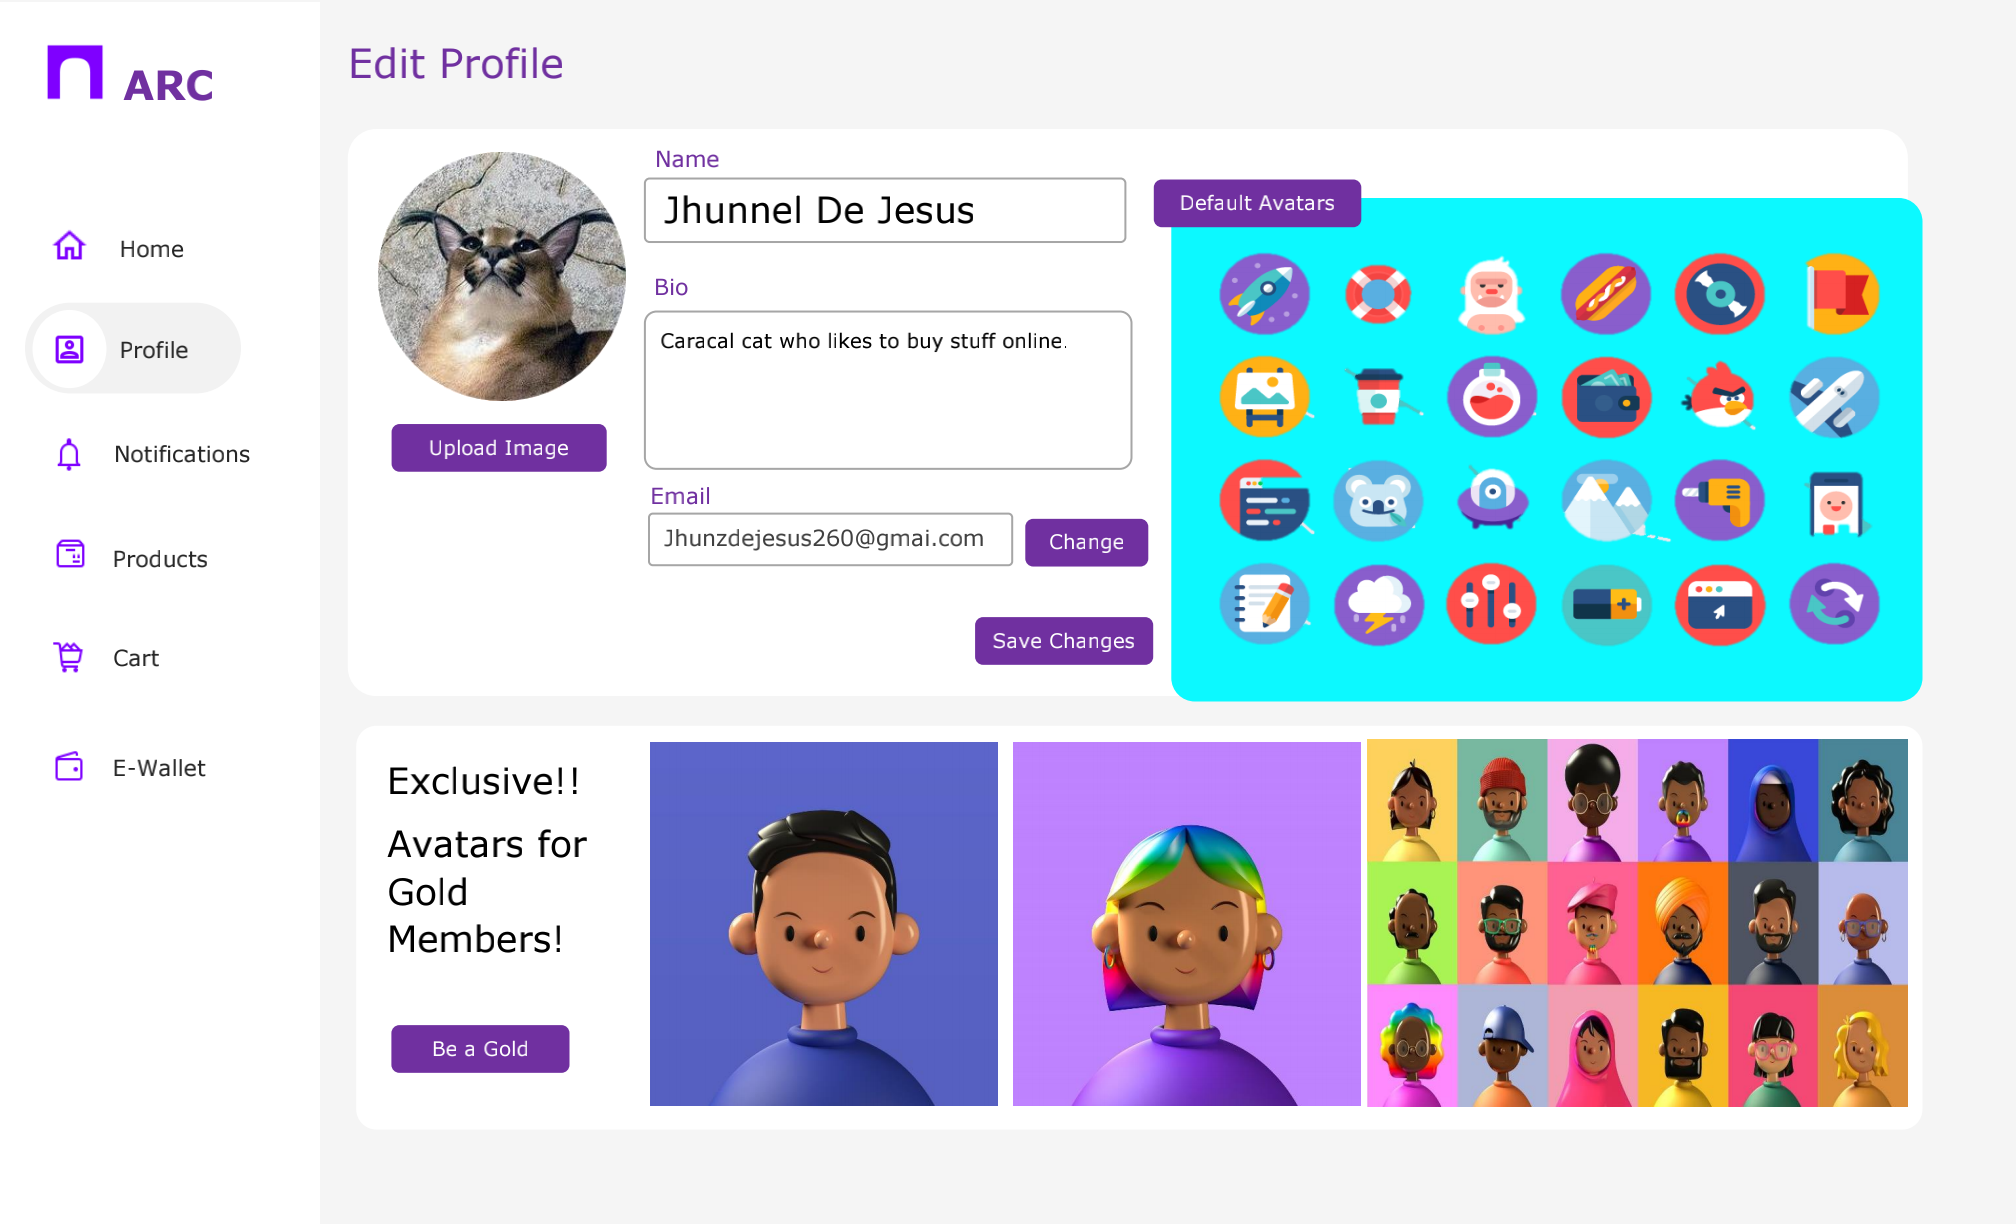 ARC
Home
Profile
Notifications
Products
Cart
E-Wallet
Edit Profile
Upload Image
Name
Jhunnel De Jesus
Bio
Caracal cat who likes to buy stuff online.
Email
Jhunzdejesus260@gmai.com
Change
Save Changes
Default Avatars
Exclusive!!
Avatars for
Gold
Members!
Be a Gold